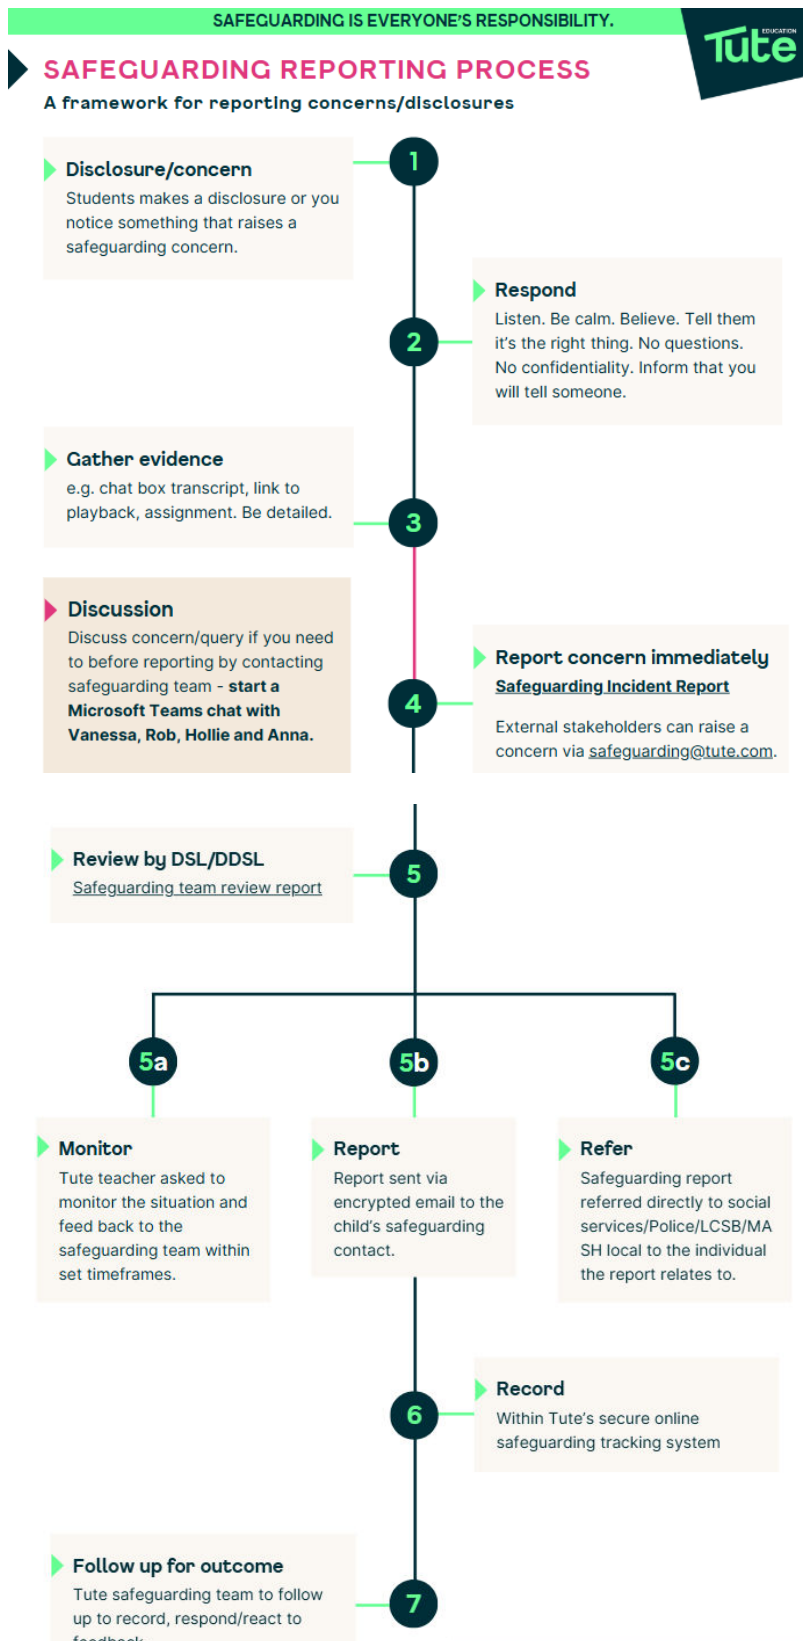 SAFEGUARDING IS EVERYONE'S RESPONSIBILITY.
Tute
EDUCATION
SAFEGUARDING REPORTING PROCESS
A framework for reporting concerns/disclosures
1
Disclosure/concern
Students makes a disclosure or you
notice something that raises a
safeguarding concern.
2
Respond
Listen. Be calm. Believe. Tell them
it's the right thing. No questions.
No confidentiality. Inform that you
will tell someone.
3
Gather evidence
e.g. chat box transcript, link to
playback, assignment. Be detailed.
Discussion
Discuss concern/query if you need
to before reporting by contacting
safeguarding team - start a
Microsoft Teams chat with
Vanessa, Rob, Hollie and Anna.
4
Report concern immediately
Safeguarding Incident Report
External stakeholders can raise a
concern via safeguarding@tute.com.
5
Review by DSL/DDSL
Safeguarding team review report
5a
Monitor
Tute teacher asked to
monitor the situation and
feed back to the
safeguarding team within
set timeframes.
5b
Report
Report sent via
encrypted email to the
child's safeguarding
contact.
5c
Refer
Safeguarding report
referred directly to social
services/Police/LCSB/MA
SH local to the individual
the report relates to.
6
Record
Within Tute's secure online
safeguarding tracking system
7
Follow up for outcome
Tute safeguarding team to follow
up to record, respond/react to